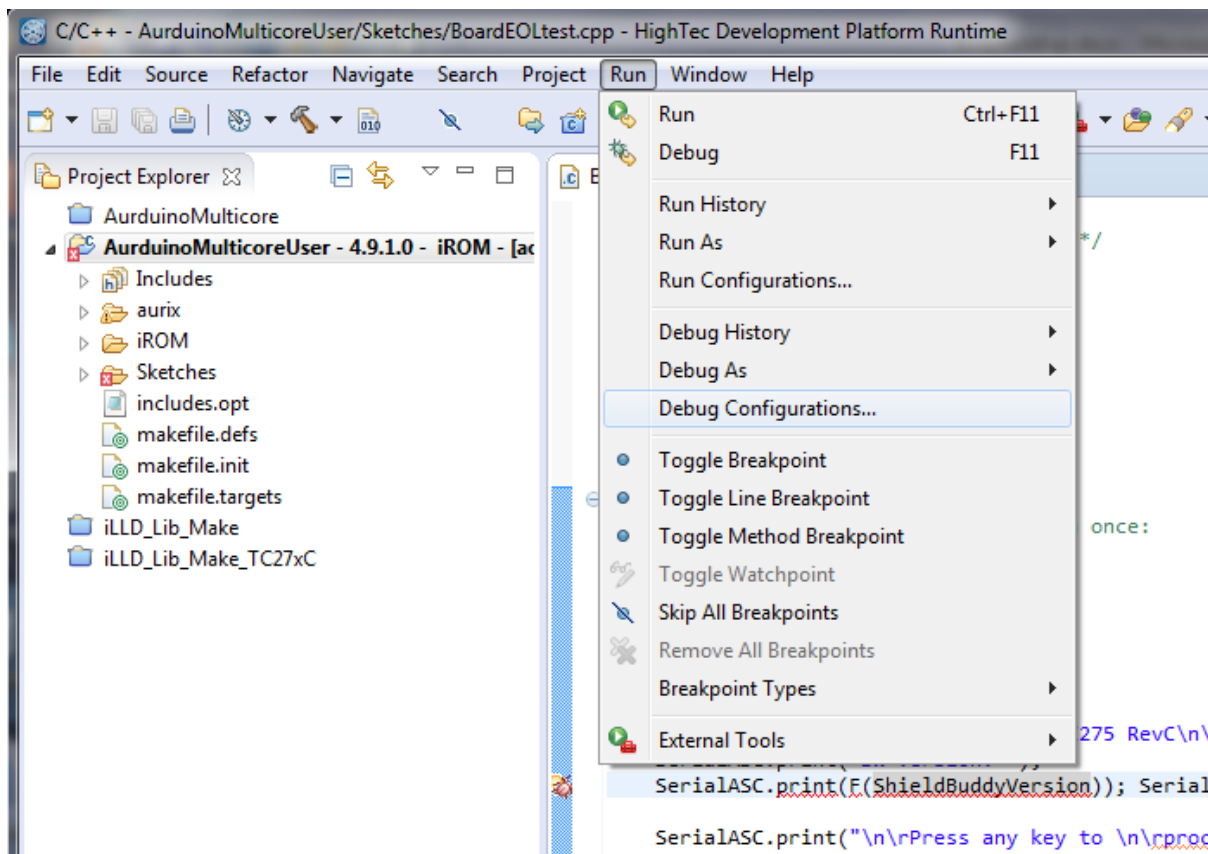 C/C++ - AurduinoMulticoreUser/Sketches/BoardEOLtest.cpp - HighTec Development Platform Runtime
File Edit Source Refactor Navigate Search Project Run Window Help
Run Ctrl+F11
Debug F11
Run History
Run As
Run Configurations...
Debug History
Debug As
Debug Configurations...
Toggle Breakpoint
Toggle Line Breakpoint
Toggle Method Breakpoint
Toggle Watchpoint
Skip All Breakpoints
Remove All Breakpoints
Breakpoint Types
External Tools
Project Explorer
AurduinoMulticore
AurduinoMulticoreUser - 4.9.1.0 - iROM - [ac
Includes
aurix
iROM
Sketches
includes.opt
makefile.defs
makefile.init
makefile.targets
iLLD_Lib_Make
iLLD_Lib_Make_TC27xC
*/
once:
275 RevC\n\
SerialASC.print(F(ShieldBuddyVersion)); Serial
SerialASC.print("\n\rPress any key to \n\rproc